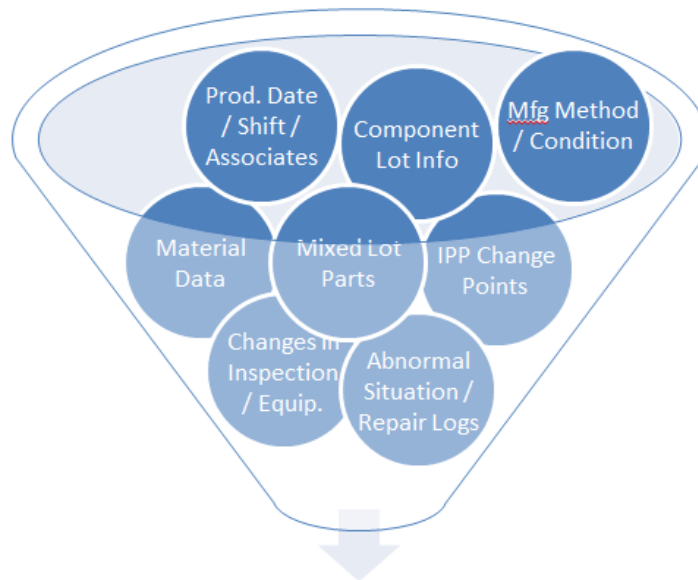 Prod. Date
/ Shift /
Associates
Component
Lot Info
Mfg Method
/ Condition
Material
Data
Mixed Lot
Parts
IPP Change
Points
Changes in
Inspection
/ Equip.
Abnormal
Situation /
Repair Logs